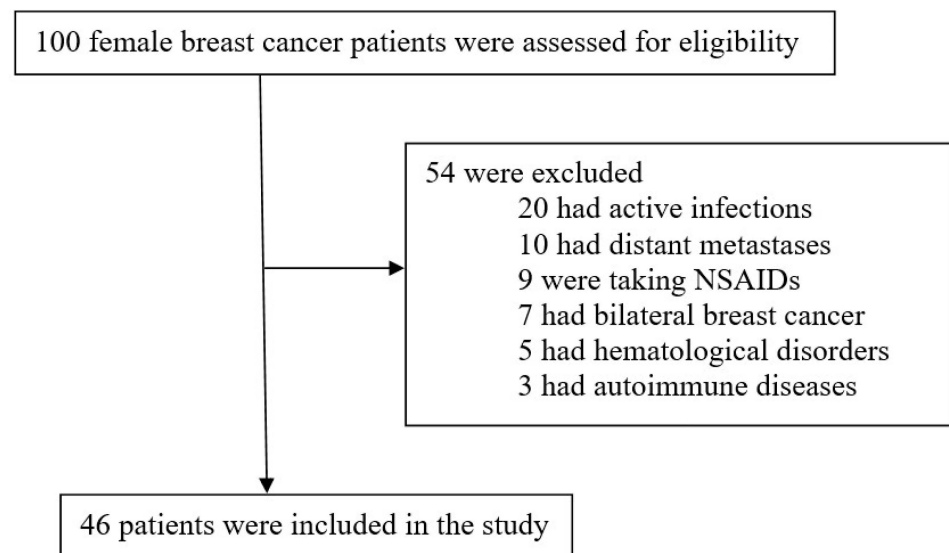 100 female breast cancer patients were assessed for eligibility
54 were excluded
20 had active infections
10 had distant metastases
9 were taking NSAIDs
7 had bilateral breast cancer
5 had hematological disorders
3 had autoimmune diseases
46 patients were included in the study